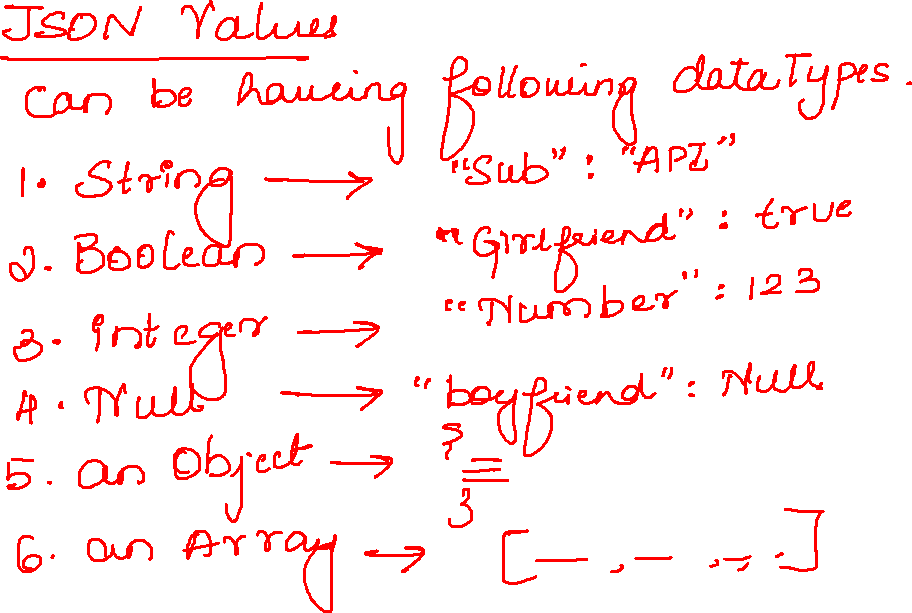 JSON Values
can be having following dataTypes.
1. String → "Sub" : "API"
2. Boolean → "Girlfriend" : true
3. integer → "Number" : 123
4. Null → "boyfriend" : Null
5. an Object → { = }
6. an Array → [ — , — , — , . ]